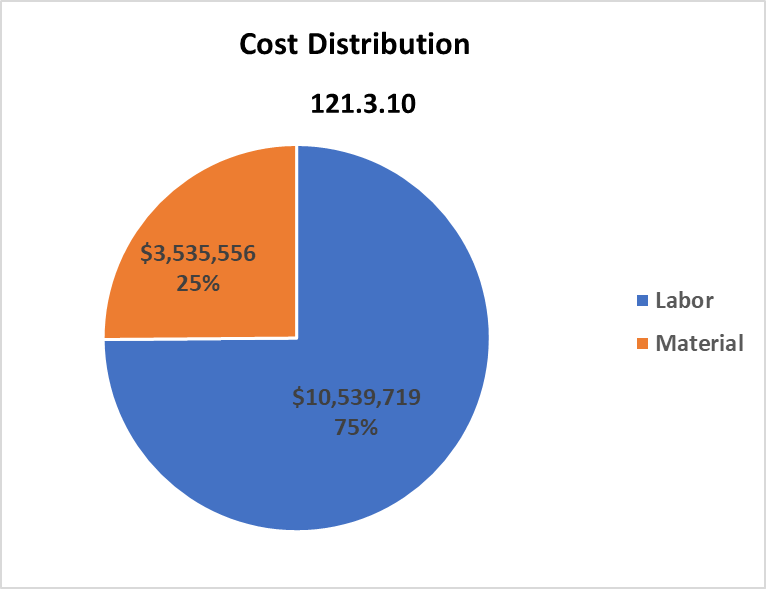 Cost Distribution
121.3.10
$3,535,556
25%
Labor
Material
$10,539,719
75%